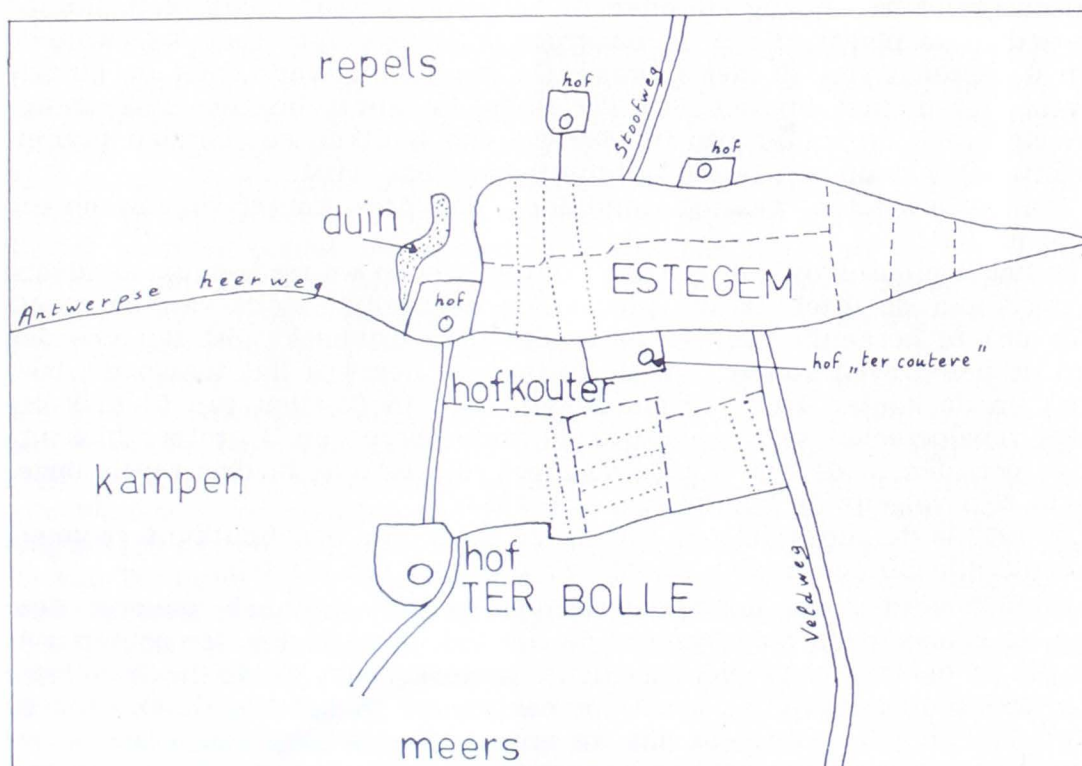 repels
hof
Stoofweg
hof
duin
Antwerpse heerweg
hof
ESTEGEM
hof „ter coutere"
hofkouter
kampen
hof
TER BOLLE
Veldweg
meers